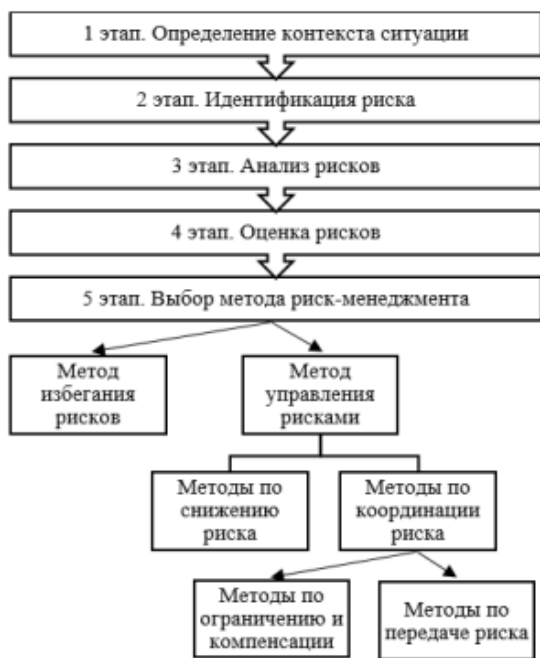 1 этап. Определение контекста ситуации
2 этап. Идентификация риска
3 этап. Анализ рисков
4 этап. Оценка рисков
5 этап. Выбор метода риск-менеджмента
Метод
избегания
рисков
Метод
управления
рисками
Методы по
снижению
риска
Методы по
координации
риска
Методы по
ограничению и
компенсации
Методы по
передаче риска